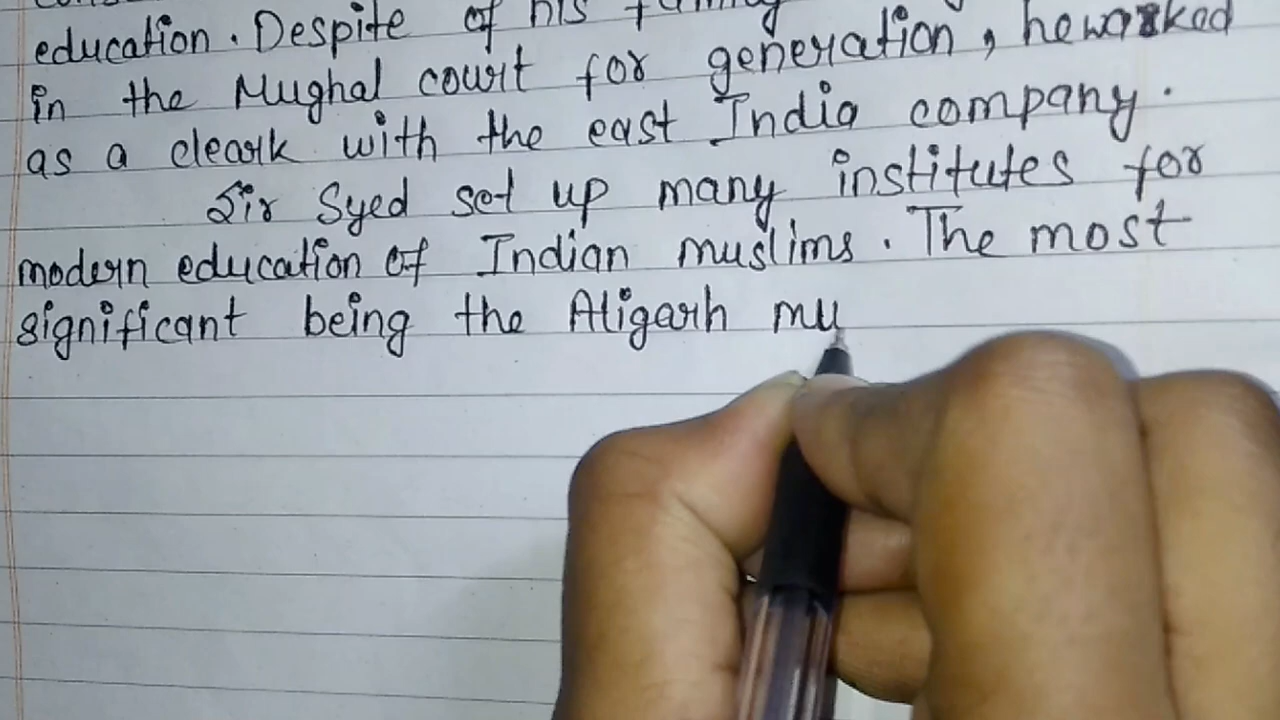 education. Despite of his
in the Mughal court for generation, he worked
as a cleark with the east India company.
Sir Syed set up many institutes for
modern education of Indian muslims. The most
significant being the Aligarh mu